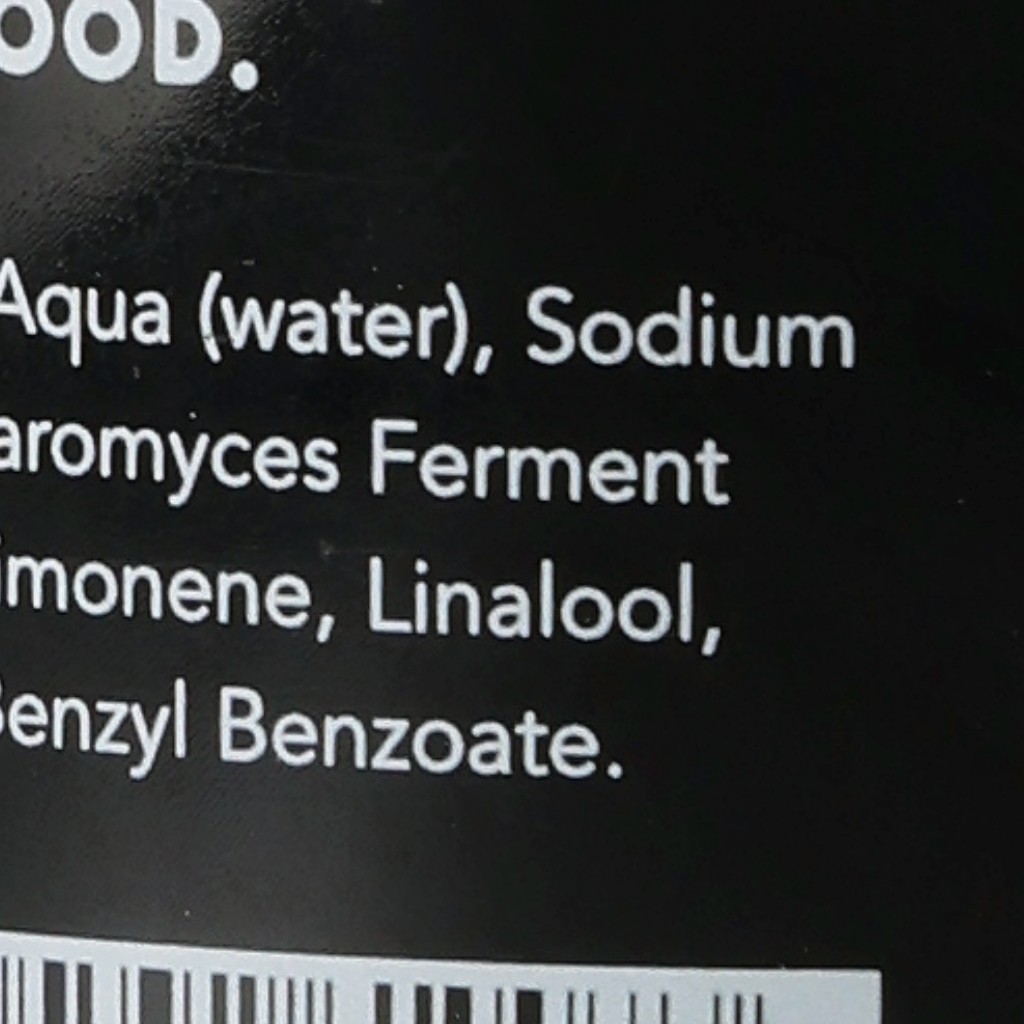 OOD.
Aqua (water), Sodium
aromyces Ferment
imonene, Linalool,
Benzyl Benzoate.